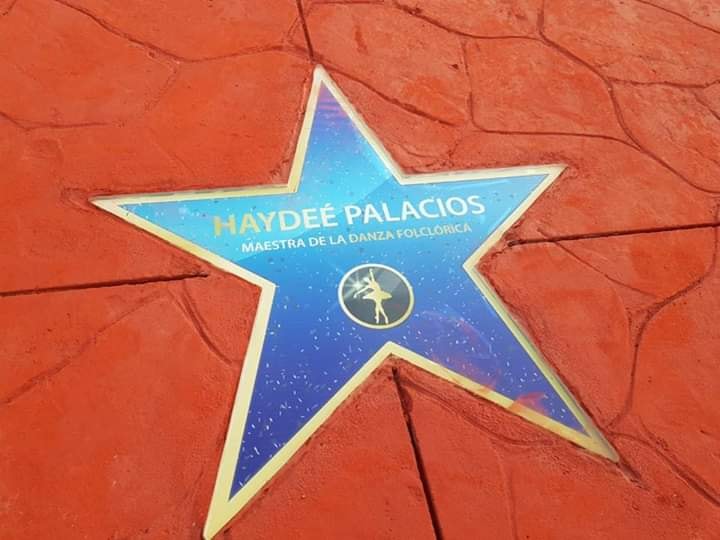 HAYDEÉ PALACIOS
MAESTRA DE LA DANZA FOLCLÓRICA